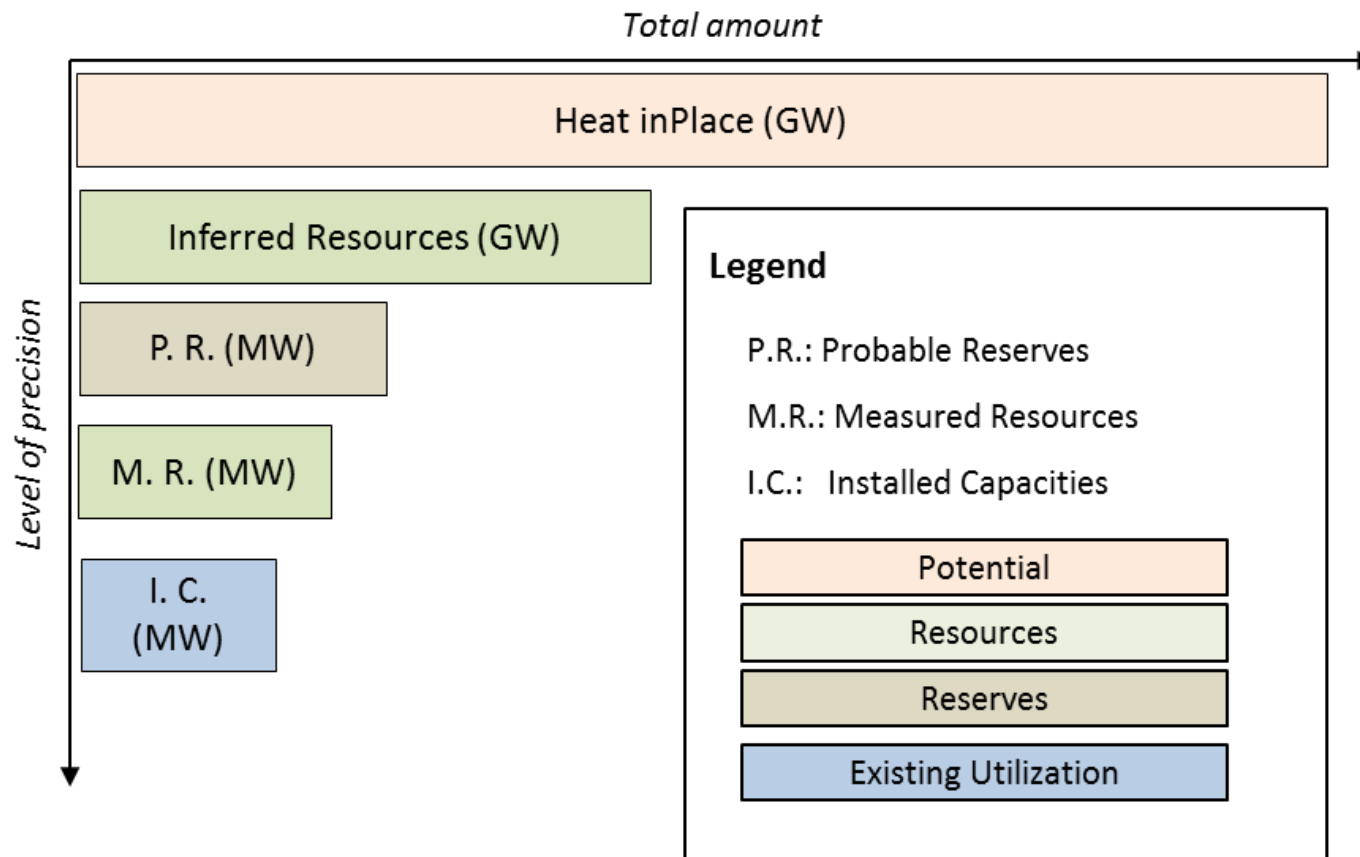 Total amount
Heat inPlace (GW)
Inferred Resources (GW)
P. R. (MW)
M. R. (MW)
I. C.
(MW)
Level of precision
Legend
P.R.: Probable Reserves
M.R.: Measured Resources
I.C.: Installed Capacities
Potential
Resources
Reserves
Existing Utilization